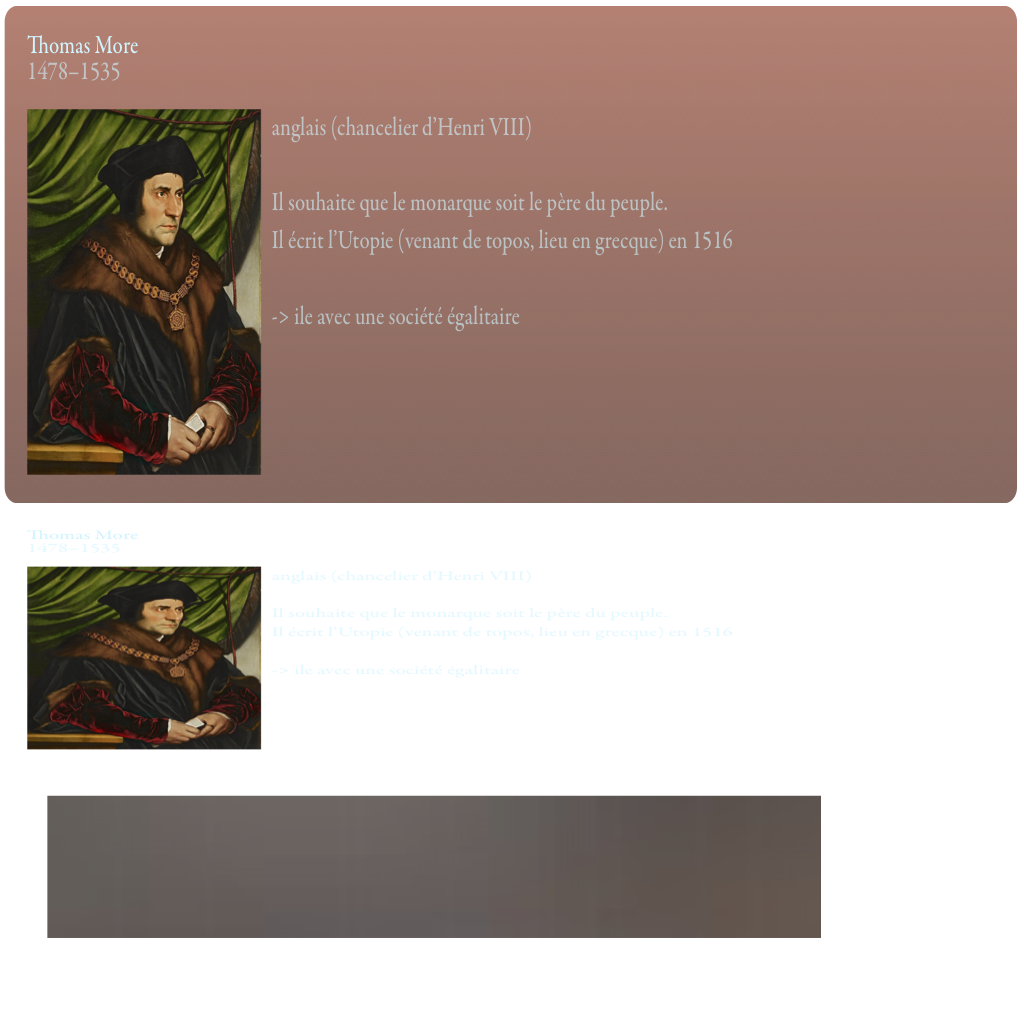 Thomas More
1478–1535
anglais (chancelier d’Henri VIII)
Il souhaite que le monarque soit le père du peuple.
Il écrit l’Utopie (venant de topos, lieu en grecque) en 1516
-> ile avec une société égalitaire
Thomas More
1478–1535
anglais (chancelier d’Henri VIII)
Il souhaite que le monarque soit le père du peuple.
Il écrit l’Utopie (venant de topos, lieu en grecque) en 1516
-> ile avec une société égalitaire